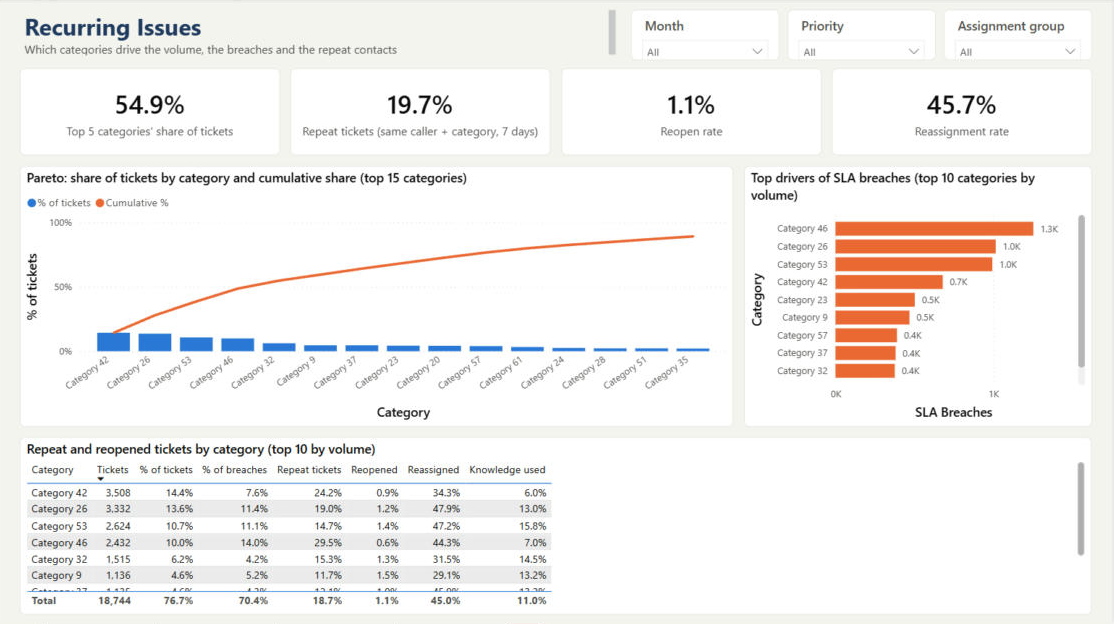 Recurring Issues
Which categories drive the volume, the breaches and the repeat contacts
Month
All
Priority
All
Assignment group
All
54.9%
Top 5 categories' share of tickets
19.7%
Repeat tickets (same caller + category, 7 days)
1.1%
Reopen rate
45.7%
Reassignment rate
Pareto: share of tickets by category and cumulative share (top 15 categories)
% of tickets Cumulative %
% of tickets
100%
50%
0%
Category 42
Category 26
Category 53
Category 46
Category 32
Category 9
Category 37
Category 23
Category 20
Category 57
Category 61
Category 24
Category 28
Category 51
Category 35
Category
Top drivers of SLA breaches (top 10 categories by
volume)
Category
Category 46 1.3K
Category 26 1.0K
Category 53 1.0K
Category 42 0.7K
Category 23 0.5K
Category 9 0.5K
Category 57 0.4K
Category 37 0.4K
Category 32 0.4K
0K 1K
SLA Breaches
Repeat and reopened tickets by category (top 10 by volume)
Category Tickets % of tickets % of breaches Repeat tickets Reopened Reassigned Knowledge used
Category 42 3,508 14.4% 7.6% 24.2% 0.9% 34.3% 6.0%
Category 26 3,332 13.6% 11.4% 19.0% 1.2% 47.9% 13.0%
Category 53 2,624 10.7% 11.1% 14.7% 1.4% 47.2% 15.8%
Category 46 2,432 10.0% 14.0% 29.5% 0.6% 44.3% 7.0%
Category 32 1,515 6.2% 4.2% 15.3% 1.3% 31.5% 14.5%
Category 9 1,136 4.6% 5.2% 11.7% 1.5% 29.1% 13.2%
Total 18,744 76.7% 70.4% 18.7% 1.1% 45.0% 11.0%